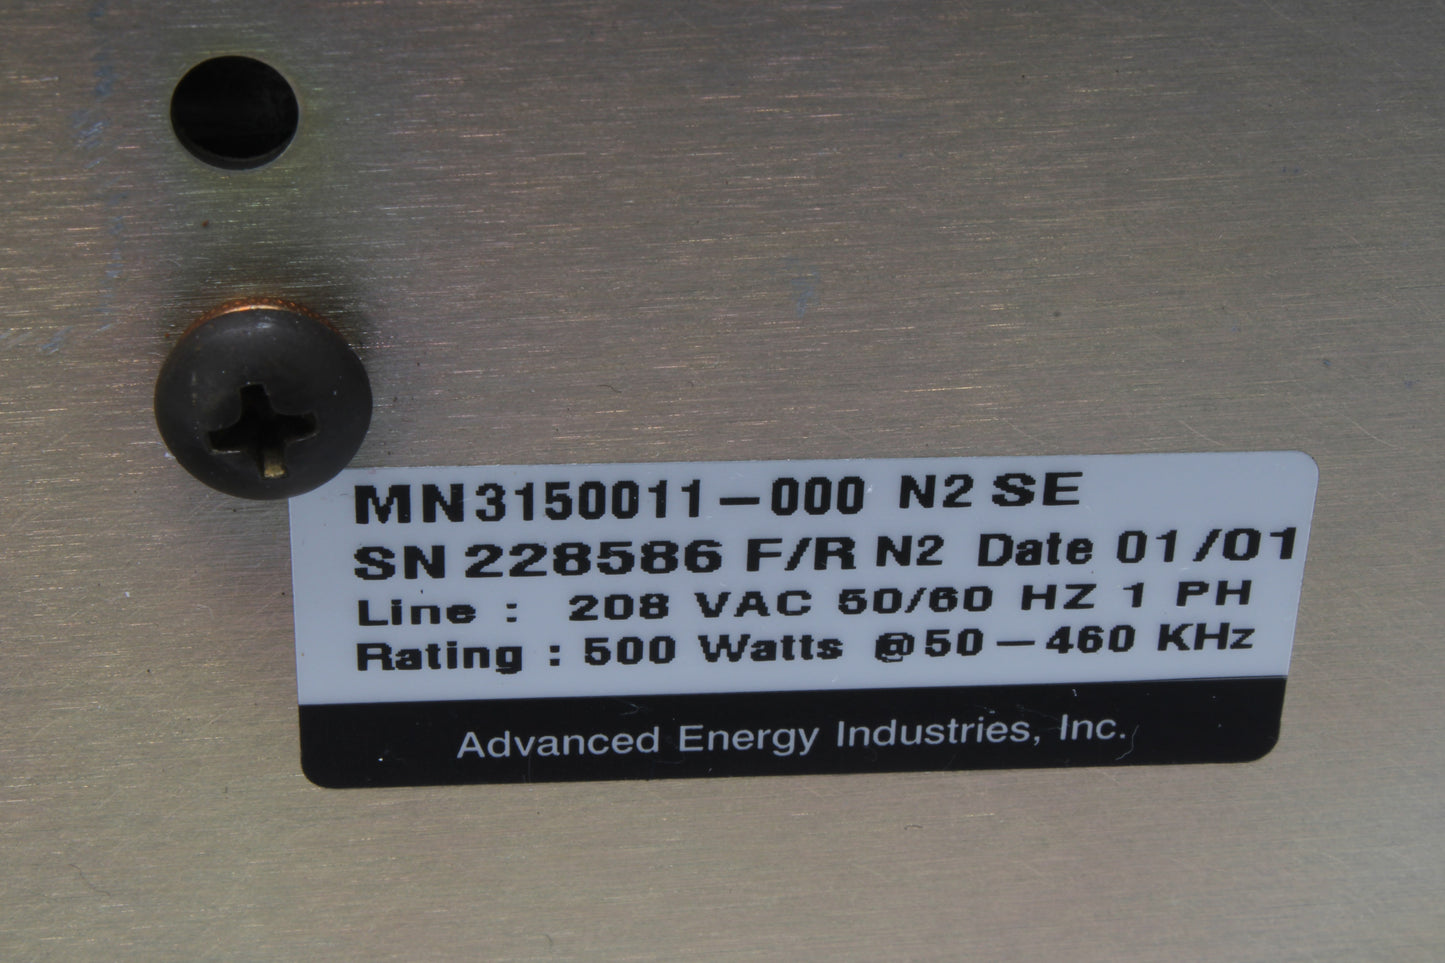 MN3150011-000 N2 SE
SN 228586 F/R N2 Date 01/01
Line : 208 VAC 50/60 HZ 1 PH
Rating : 500 Watts @50-460 KHz
Advanced Energy Industries, Inc.